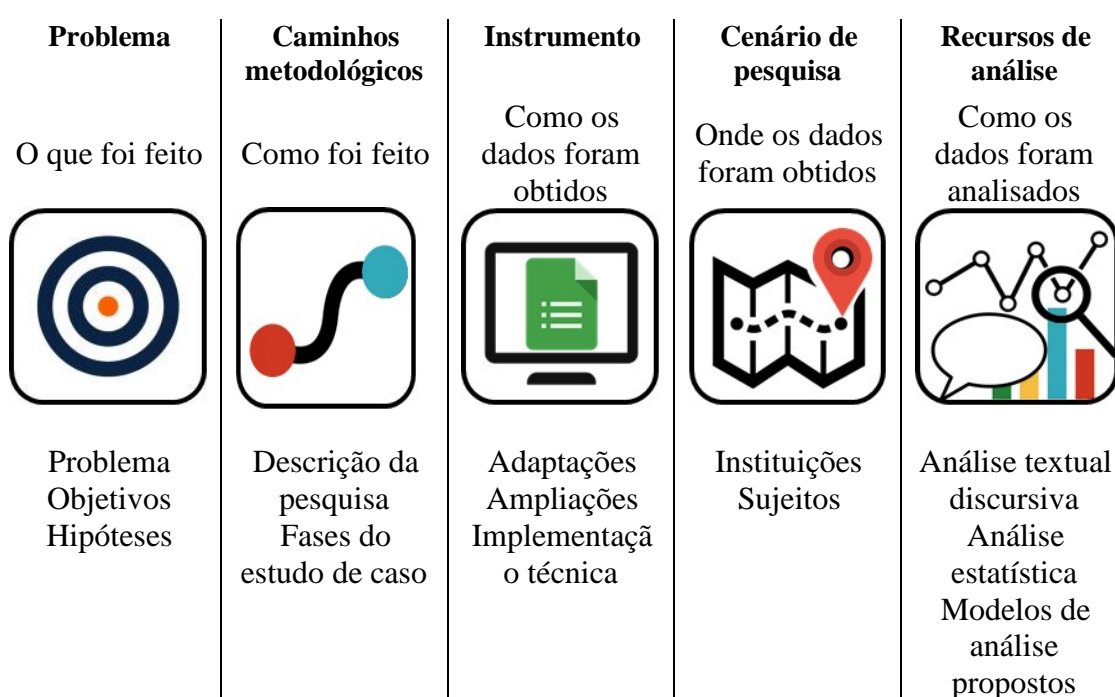 Problema
O que foi feito
Problema
Objetivos
Hipóteses
Caminhos
metodológicos
Como foi feito
Descrição da
pesquisa
Fases do
estudo de caso
Instrumento
Como os
dados foram
obtidos
Adaptações
Ampliações
Implementaçã
o técnica
Cenário de
pesquisa
Onde os dados
foram obtidos
Instituições
Sujeitos
Recursos de
análise
Como os
dados foram
analisados
Análise textual
discursiva
Análise
estatística
Modelos de
análise
propostos